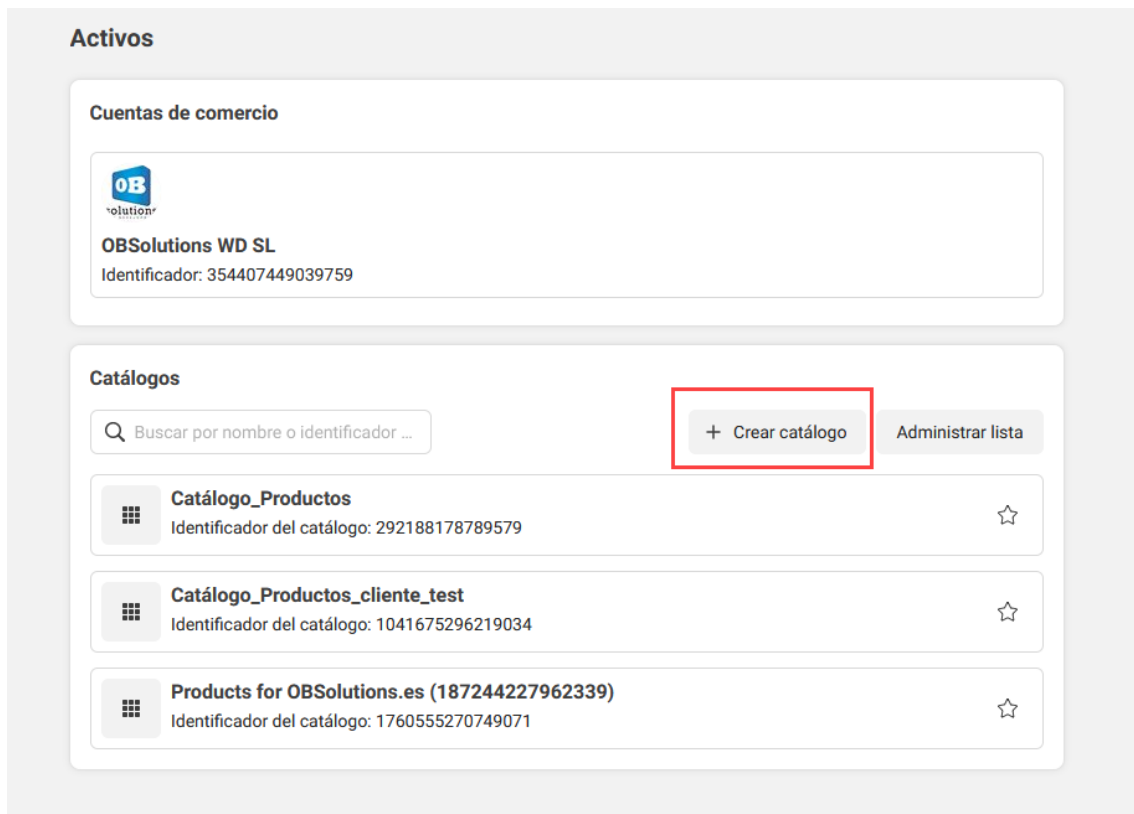 Activos
Cuentas de comercio
OB
solutions
OBSolutions WD SL
Identificador: 354407449039759
Catálogos
Buscar por nombre o identificador ...
+ Crear catálogo
Administrar lista
Catálogo_Productos
Identificador del catálogo: 292188178789579
Catálogo_Productos_cliente_test
Identificador del catálogo: 1041675296219034
Products for OBSolutions.es (187244227962339)
Identificador del catálogo: 1760555270749071